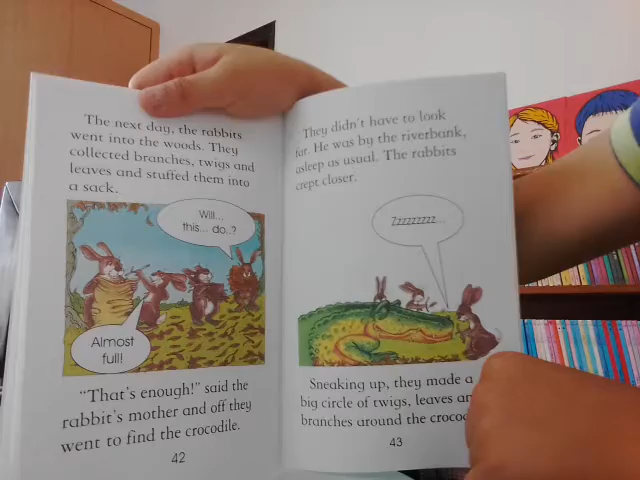 The next day, the rabbits
went into the woods. They
collected branches, twigs and
leaves and stuffed them into
a sack.
Will...
this... do..?
Almost
full!
"That's enough!" said the
rabbit's mother and off they
went to find the crocodile.
42
They didn't have to look
far. He was by the riverbank,
asleep as usual. The rabbits
crept closer.
Zzzzzzzzz...
Sneaking up, they made a
big circle of twigs, leaves
branches around the
43